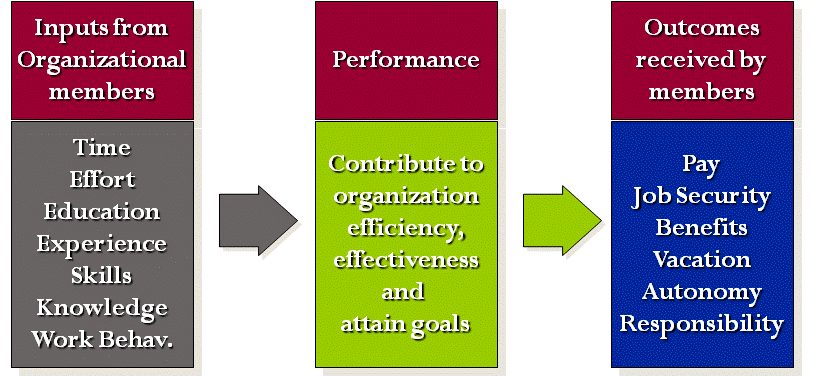 Inputs from
Organizational
members
Time
Effort
Education
Experience
Skills
Knowledge
Work Behav.
Performance
Contribute to
organization
efficiency,
effectiveness
and
attain goals
Outcomes
received by
members
Pay
Job Security
Benefits
Vacation
Autonomy
Responsibility